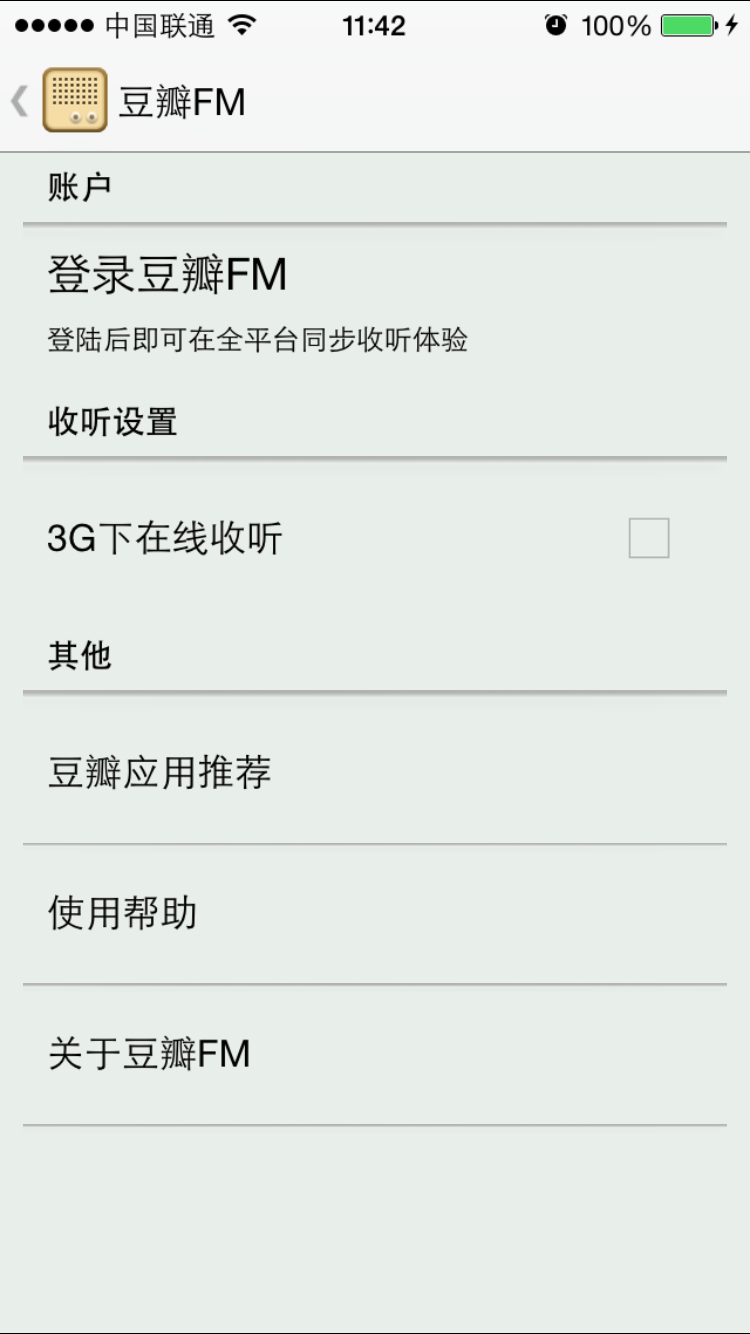 中国联通 11:42 100%
豆瓣FM
账户
登录豆瓣FM
登陆后即可在全平台同步收听体验
收听设置
3G下在线收听
其他
豆瓣应用推荐
使用帮助
关于豆瓣FM